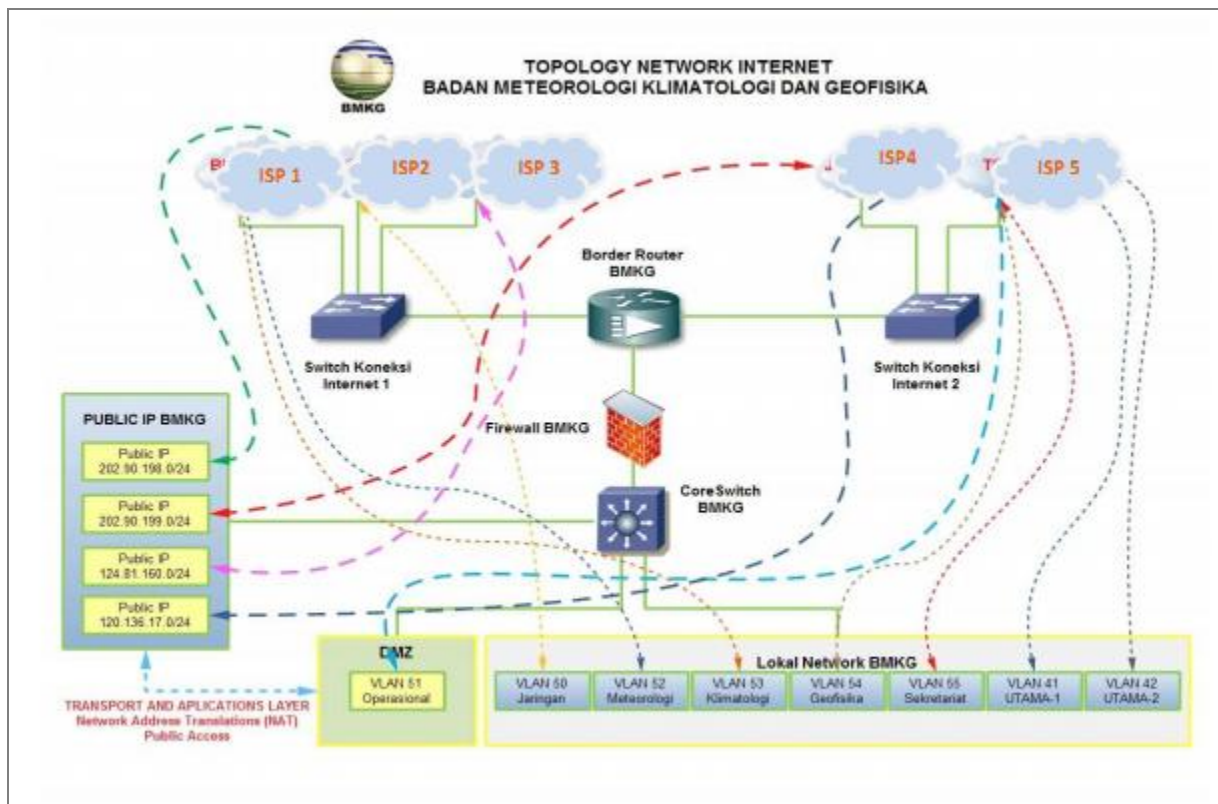 TOPOLOGY NETWORK INTERNET
BADAN METEOROLOGI KLIMATOLOGI DAN GEOFISIKA
BMKG
ISP 1
ISP2
ISP 3
ISP4
ISP 5
Border Router
BMKG
Switch Koneksi
Internet 1
Switch Koneksi
Internet 2
Firewall BMKG
CoreSwitch
BMKG
PUBLIC IP BMKG
Public IP
202.90.198.0/24
Public IP
202.90.199.0/24
Public IP
124.81.160.0/24
Public IP
120.136.17.0/24
TRANSPORT AND APLICATIONS LAYER
Network Address Translations (NAT)
Public Access
DMZ
VLAN 51
Operasional
Lokal Network BMKG
VLAN 50
Jaringan
VLAN 52
Meteorologi
VLAN 53
Klimatologi
VLAN 54
Geofisika
VLAN 55
Sekretariat
VLAN 41
UTAMA-1
VLAN 42
UTAMA-2